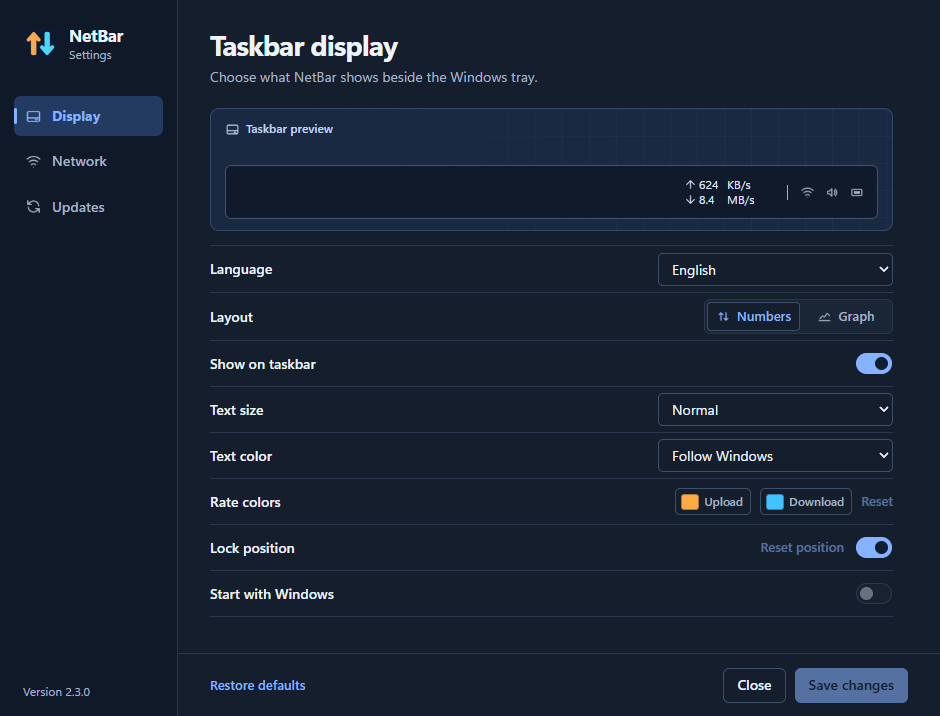 NetBar
Settings
Display
Network
Updates
Version 2.3.0
Taskbar display
Choose what NetBar shows beside the Windows tray.
Taskbar preview
↑ 624 KB/s
↓ 8.4 MB/s
Language English
Layout Numbers Graph
Show on taskbar
Text size Normal
Text color Follow Windows
Rate colors Upload Download Reset
Lock position Reset position
Start with Windows
Restore defaults Close Save changes